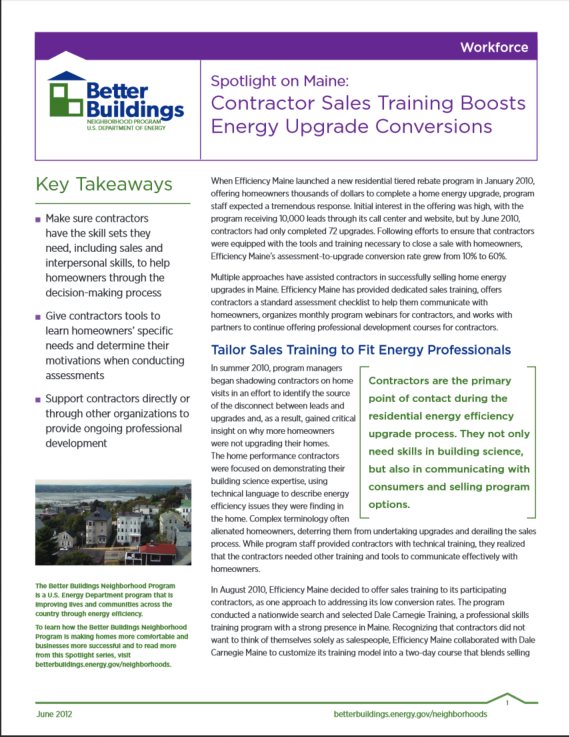 Workforce
Better
Buildings
NEIGHBORHOOD PROGRAM
U.S. DEPARTMENT OF ENERGY
Spotlight on Maine:
Contractor Sales Training Boosts
Energy Upgrade Conversions
Key Takeaways
Make sure contractors
have the skill sets they
need, including sales and
interpersonal skills, to help
homeowners through the
decision-making process
Give contractors tools to
learn homeowners' specific
needs and determine their
motivations when conducting
assessments
Support contractors directly or
through other organizations to
provide ongoing professional
development
The Better Buildings Neighborhood Program
is a U.S. Energy Department program that is
improving lives and communities across the
country through energy efficiency.
To learn how the Better Buildings Neighborhood
Program is making homes more comfortable and
businesses more successful and to read more
from this Spotlight series, visit
betterbuildings.energy.gov/neighborhoods.
When Efficiency Maine launched a new residential tiered rebate program in January 2010,
offering homeowners thousands of dollars to complete a home energy upgrade, program
staff expected a tremendous response. Initial interest in the offering was high, with the
program receiving 10,000 leads through its call center and website, but by June 2010,
contractors had only completed 72 upgrades. Following efforts to ensure that contractors
were equipped with the tools and training necessary to close a sale with homeowners,
Efficiency Maine's assessment-to-upgrade conversion rate grew from 10% to 60%.
Multiple approaches have assisted contractors in successfully selling home energy
upgrades in Maine. Efficiency Maine has provided dedicated sales training, offers
contractors a standard assessment checklist to help them communicate with
homeowners, organizes monthly program webinars for contractors, and works with
partners to continue offering professional development courses for contractors.
Tailor Sales Training to Fit Energy Professionals
In summer 2010, program managers
began shadowing contractors on home
visits in an effort to identify the source
of the disconnect between leads and
upgrades and, as a result, gained critical
insight on why more homeowners
were not upgrading their homes.
The home performance contractors
were focused on demonstrating their
building science expertise, using
technical language to describe energy
efficiency issues they were finding in
the home. Complex terminology often
alienated homeowners, deterring them from undertaking upgrades and derailing the sales
process. While program staff provided contractors with technical training, they realized
that the contractors needed other training and tools to communicate effectively with
homeowners.
Contractors are the primary
point of contact during the
residential energy efficiency
upgrade process. They not only
need skills in building science,
but also in communicating with
consumers and selling program
options.
In August 2010, Efficiency Maine decided to offer sales training to its participating
contractors, as one approach to addressing its low conversion rates. The program
conducted a nationwide search and selected Dale Carnegie Training, a professional skills
training program with a strong presence in Maine. Recognizing that contractors did not
want to think of themselves solely as salespeople, Efficiency Maine collaborated with Dale
Carnegie Maine to customize its training model into a two-day course that blends selling
1
June 2012
betterbuildings.energy.gov/neighborhoods